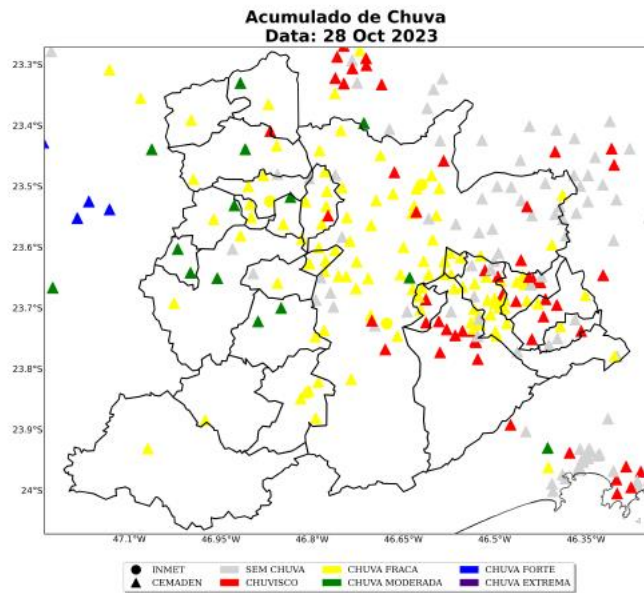 Acumulado de Chuva
Data: 28 Oct 2023
23.3°S
23.4°S
23.5°S
23.6°S
23.7°S
23.8°S
23.9°S
24°S
47.1°W
46.95°W
46.8°W
46.65°W
46.5°W
46.35°W
INMET SEM CHUVA CHUVA FRACA CHUVA FORTE
CEMADEN CHUVISCO CHUVA MODERADA CHUVA EXTREMA